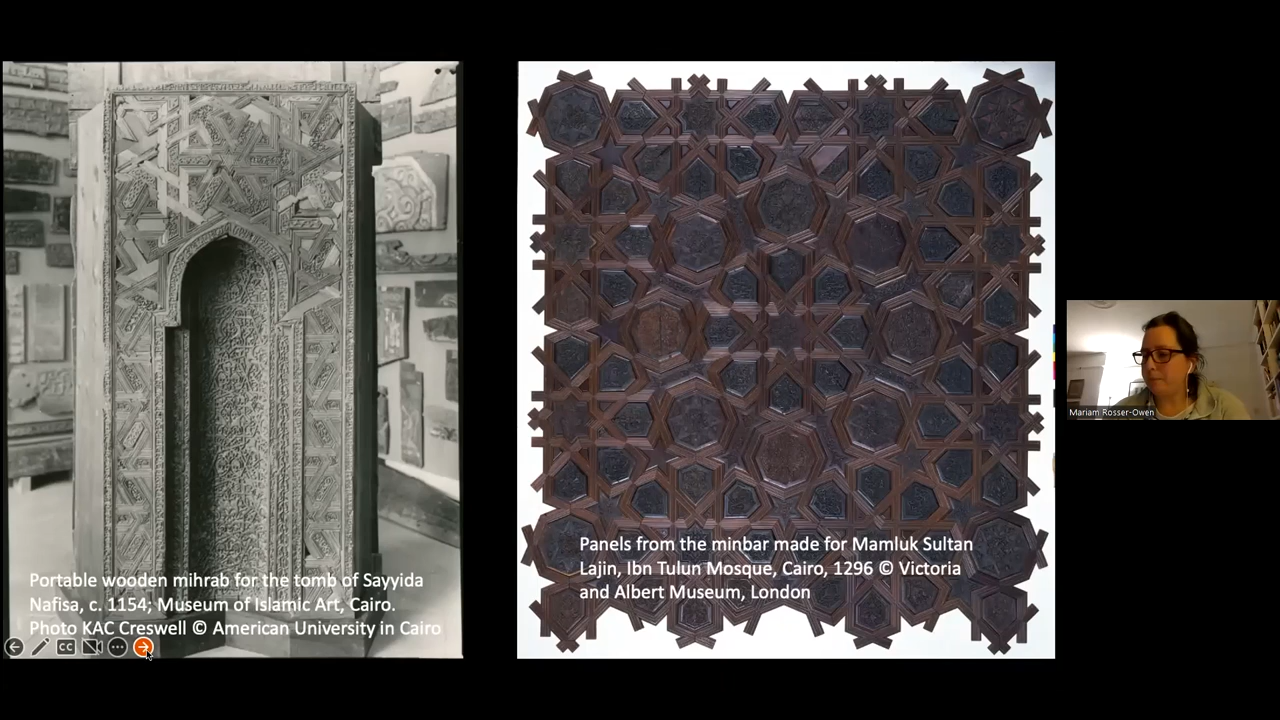 Portable wooden mihrab for the tomb of Sayyida
Nafisa, c. 1154; Museum of Islamic Art, Cairo.
Photo KAC Creswell © American University in Cairo
CC
Panels from the minbar made for Mamluk Sultan
Lajin, Ibn Tulun Mosque, Cairo, 1296 © Victoria
and Albert Museum, London
Mariam Rosser-Owen